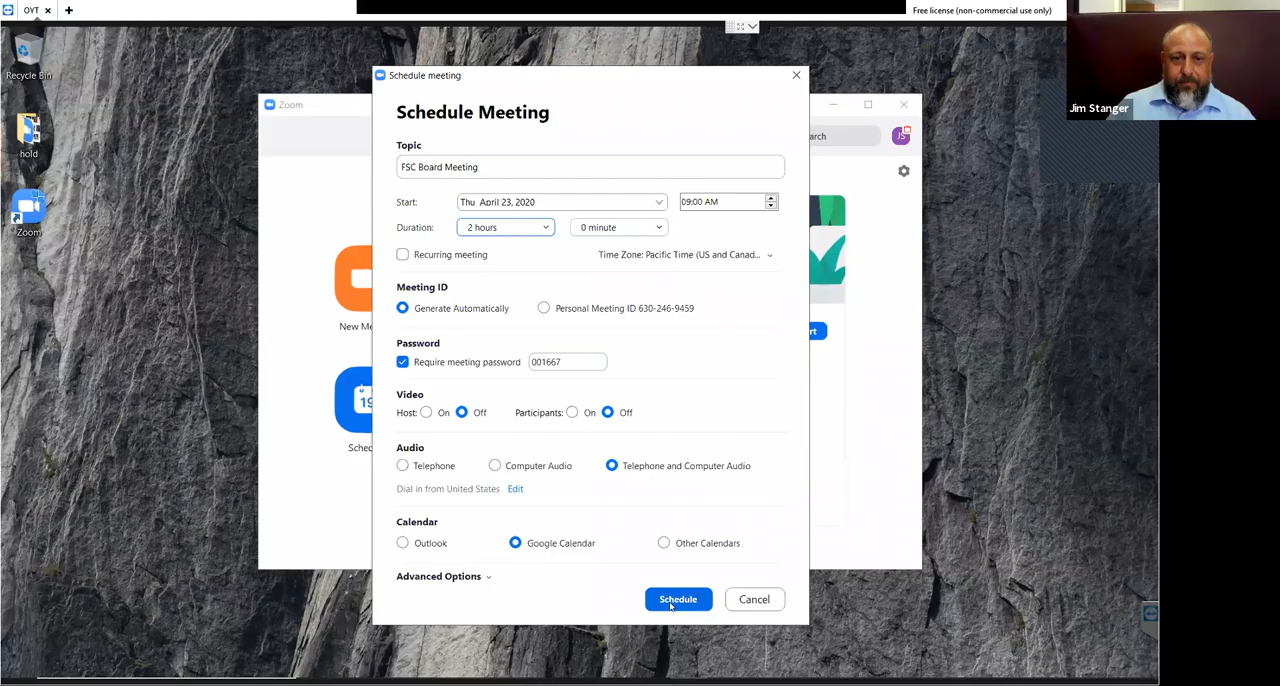 OYT
Free license (non-commercial use only)
Recycle Bin
hold
Zoom
Jim Stanger
Zoom
arch
JS
New Me
Sched
19
rt
Schedule meeting
Schedule Meeting
Topic
FSC Board Meeting
Start: Thu April 23, 2020 09:00 AM
Duration: 2 hours 0 minute
Recurring meeting Time Zone: Pacific Time (US and Canad...
Meeting ID
Generate Automatically Personal Meeting ID 630-246-9459
Password
Require meeting password 001667
Video
Host: On Off Participants: On Off
Audio
Telephone Computer Audio Telephone and Computer Audio
Dial in from United States Edit
Calendar
Outlook Google Calendar Other Calendars
Advanced Options
Schedule Cancel